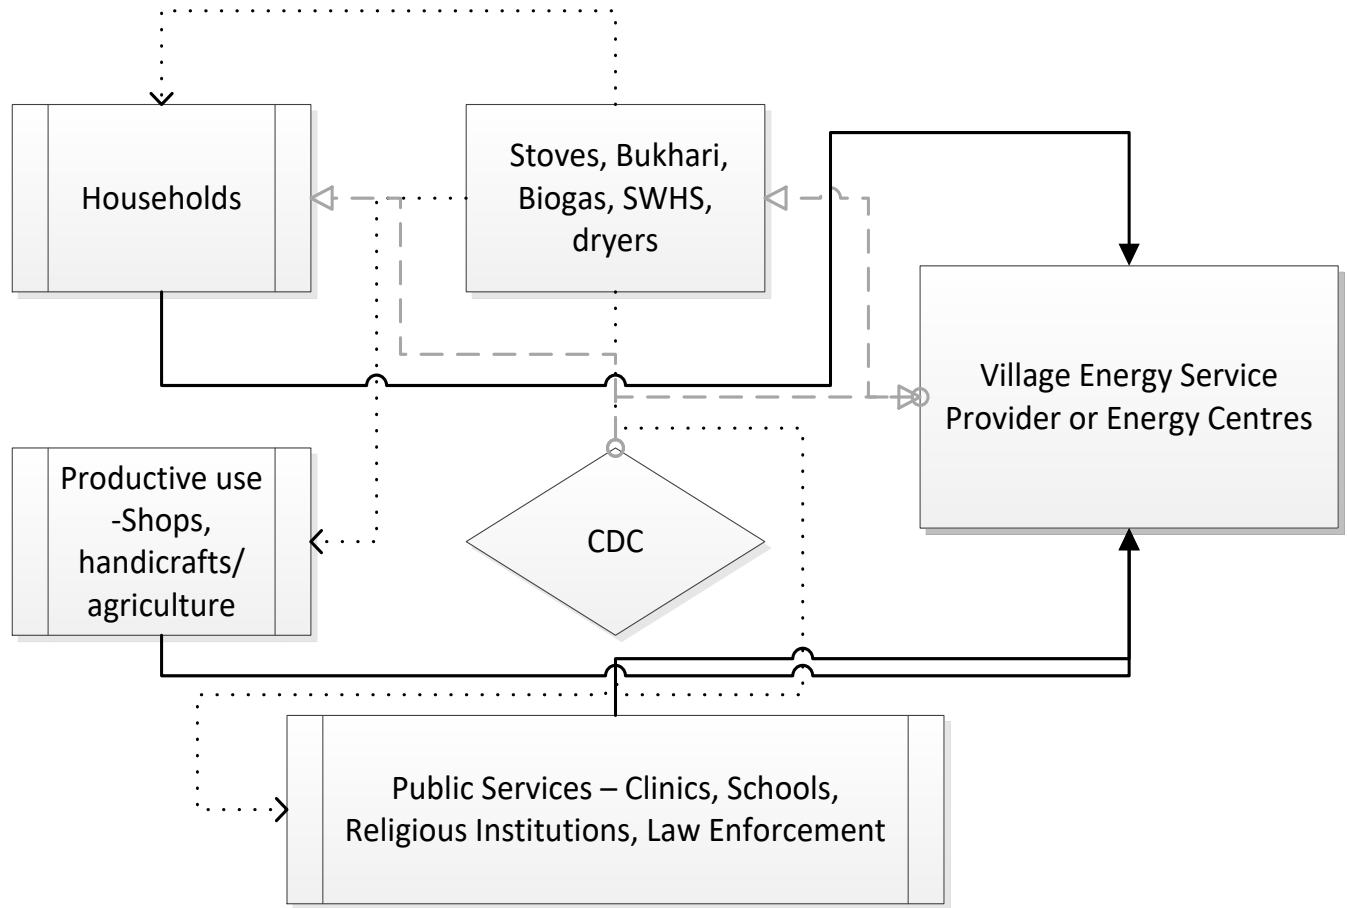 Households
Stoves, Bukhari,
Biogas, SWHS,
dryers
Village Energy Service
Provider or Energy Centres
Productive use
-Shops,
handicrafts/
agriculture
CDC
Public Services – Clinics, Schools,
Religious Institutions, Law Enforcement